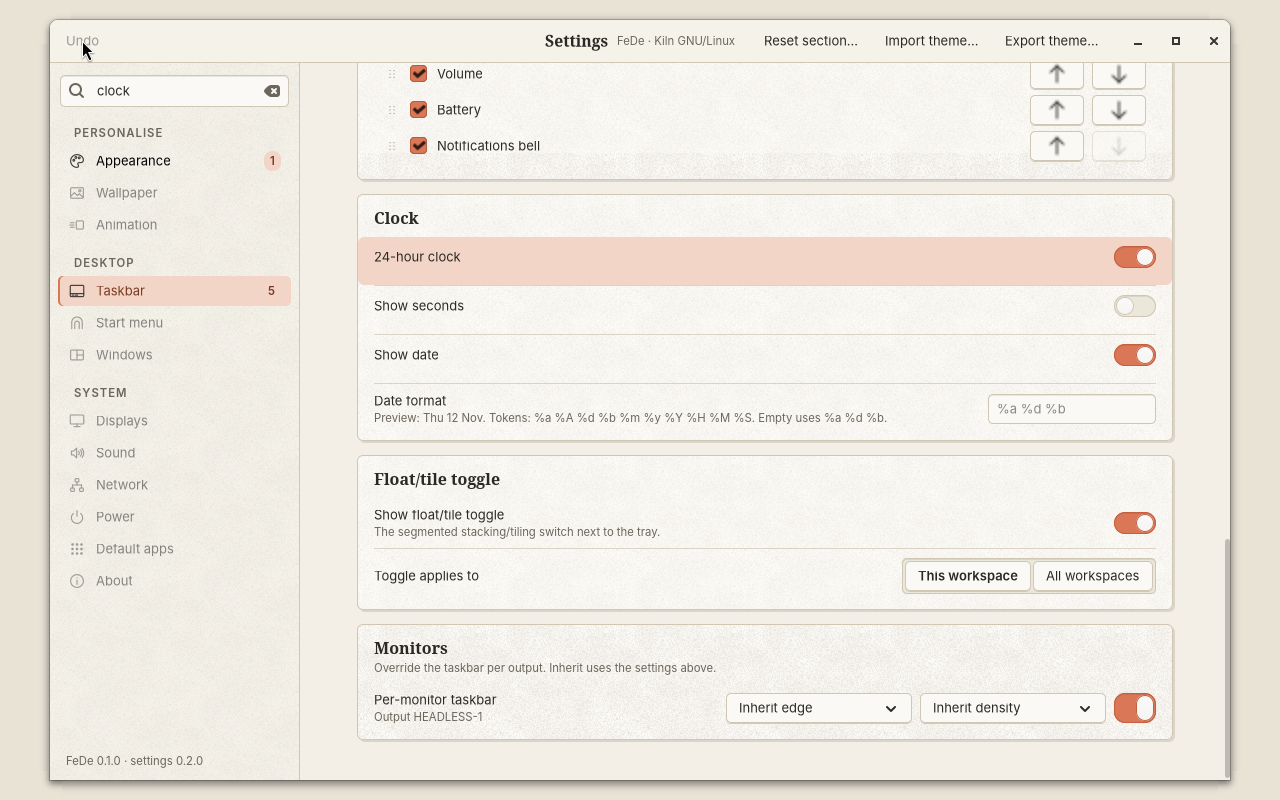 Undo
Settings FeDe · Kiln GNU/Linux
Reset section...
Import theme...
Export theme...
clock
PERSONALISE
Appearance 1
Wallpaper
Animation
DESKTOP
Taskbar 5
Start menu
Windows
SYSTEM
Displays
Sound
Network
Power
Default apps
About
FeDe 0.1.0 · settings 0.2.0
Volume
Battery
Notifications bell
Clock
24-hour clock
Show seconds
Show date
Date format
%a %d %b
Preview: Thu 12 Nov. Tokens: %a %A %d %b %m %y %Y %H %M %S. Empty uses %a %d %b.
Float/tile toggle
Show float/tile toggle
The segmented stacking/tiling switch next to the tray.
Toggle applies to
This workspace
All workspaces
Monitors
Override the taskbar per output. Inherit uses the settings above.
Per-monitor taskbar
Output HEADLESS-1
Inherit edge
Inherit density